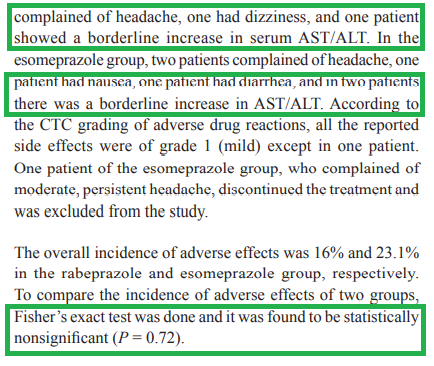 complained of headache, one had dizziness, and one patient
showed a borderline increase in serum AST/ALT. In the
esomeprazole group, two patients complained of headache, one
patient had nausea, one patient had diarrhea, and in two patients
there was a borderline increase in AST/ALT. According to
the CTC grading of adverse drug reactions, all the reported
side effects were of grade 1 (mild) except in one patient.
One patient of the esomeprazole group, who complained of
moderate, persistent headache, discontinued the treatment and
was excluded from the study.
The overall incidence of adverse effects was 16% and 23.1%
in the rabeprazole and esomeprazole group, respectively.
To compare the incidence of adverse effects of two groups,
Fisher's exact test was done and it was found to be statistically
nonsignificant (P = 0.72).